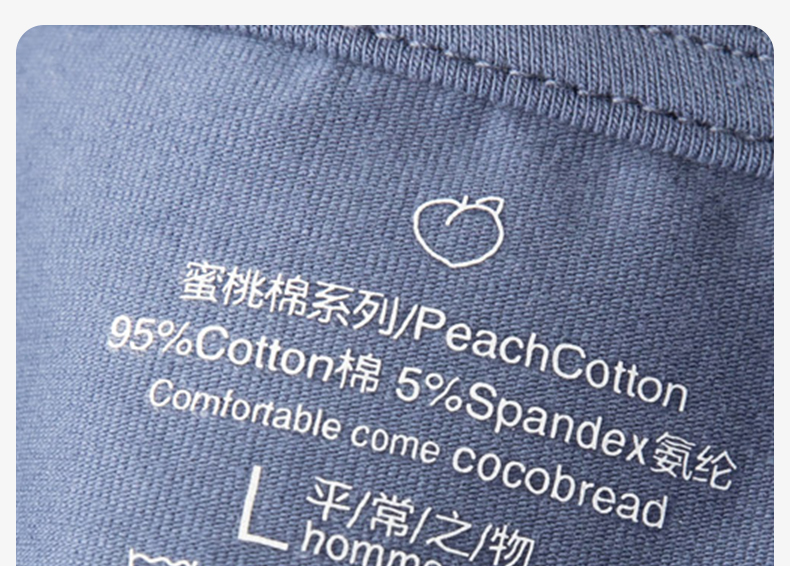 蜜桃棉系列/PeachCotton
95%Cotton棉 5%Spandex氨纶
Comfortable come cocobread
L 平/常/之/物